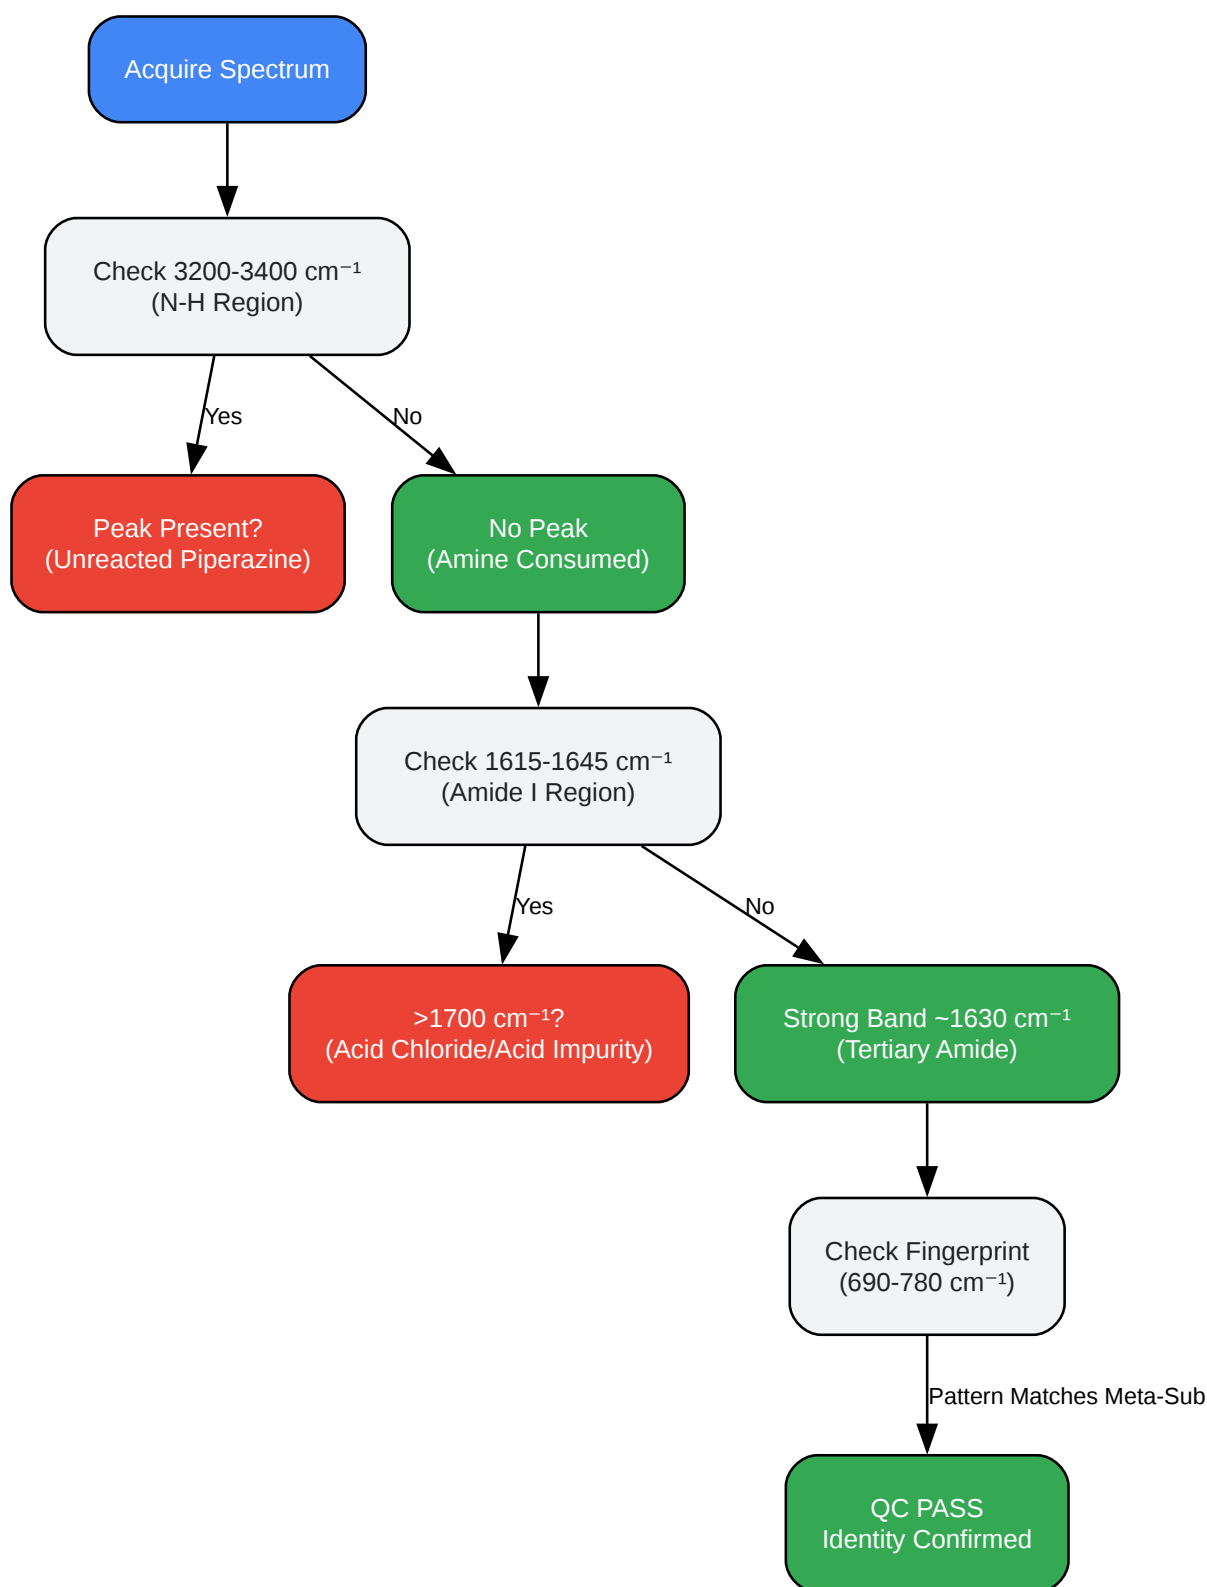 Acquire Spectrum
Check 3200-3400 cm⁻¹
(N-H Region)
Yes
No
Peak Present?
(Unreacted Piperazine)
No Peak
(Amine Consumed)
Check 1615-1645 cm⁻¹
(Amide I Region)
Yes
No
>1700 cm⁻¹?
(Acid Chloride/Acid Impurity)
Strong Band ~1630 cm⁻¹
(Tertiary Amide)
Check Fingerprint
(690-780 cm⁻¹)
Pattern Matches Meta-Sub
QC PASS
Identity Confirmed